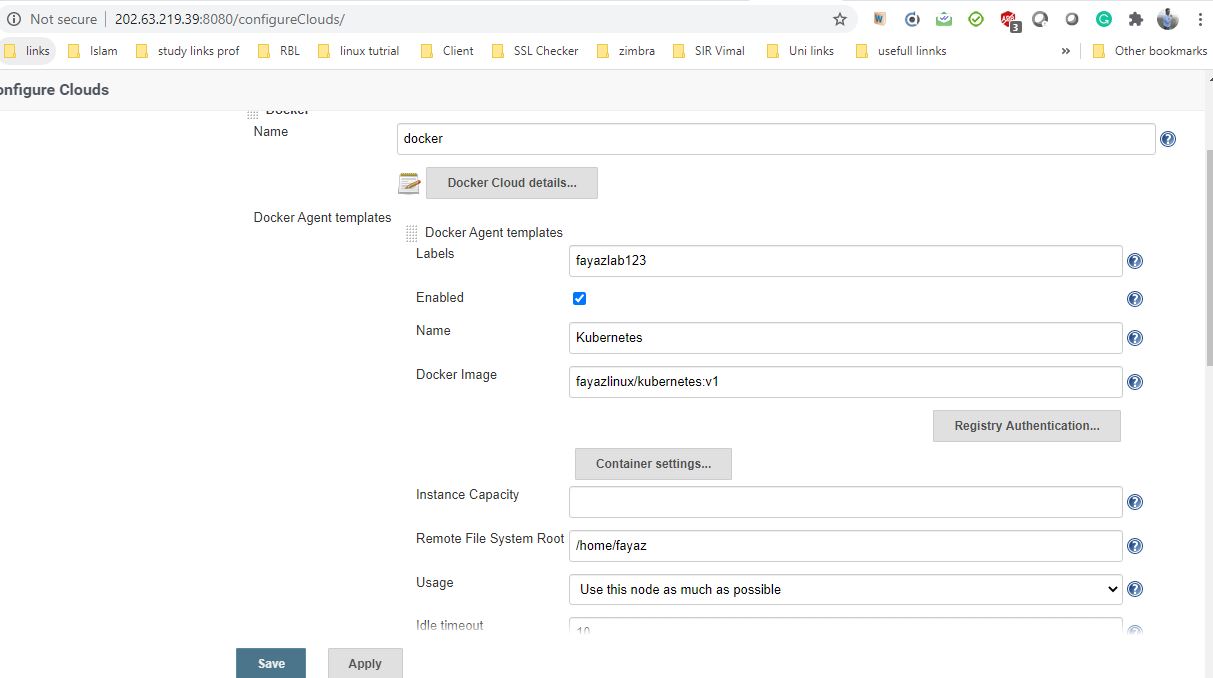 Not secure | 202.63.219.39:8080/configureClouds/
3
links Islam study links prof RBL linux tutrial Client SSL Checker zimbra SIR Vimal Uni links usefull linnks » Other bookmarks
onfigure Clouds
Docker
Name docker
Docker Cloud details...
Docker Agent templates
Docker Agent templates
Labels fayazlab123
Enabled
Name Kubernetes
Docker Image fayazlinux/kubernetes:v1
Registry Authentication...
Container settings...
Instance Capacity
Remote File System Root /home/fayaz
Usage Use this node as much as possible
Idle timeout 10
Save Apply